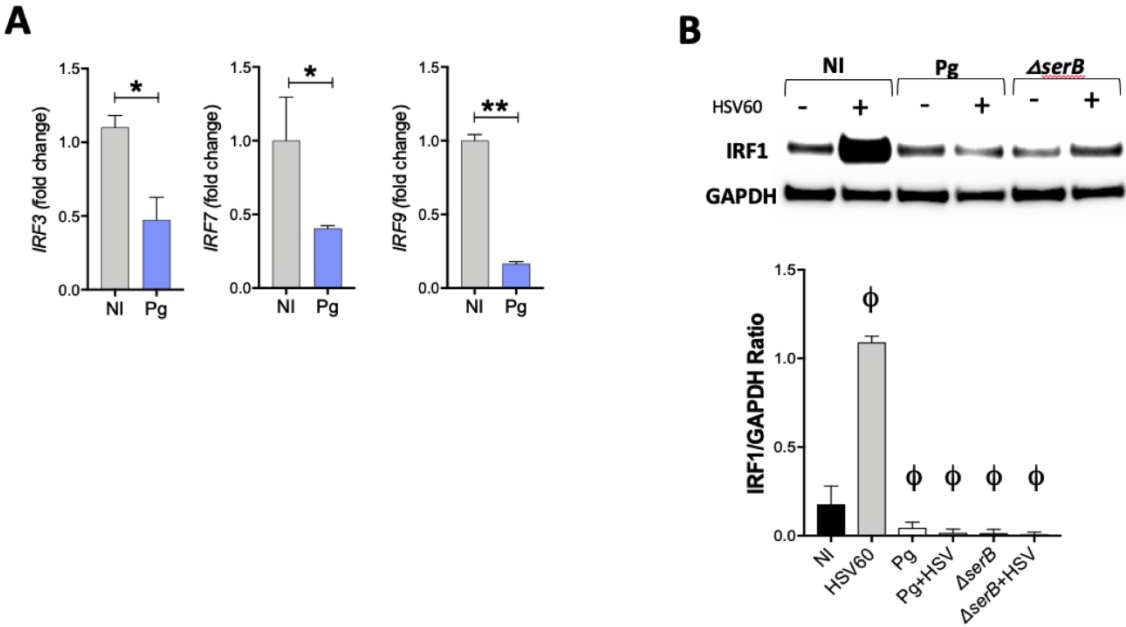 A
1.5
1.0
0.5
0.0
IRF3 (fold change)
*
NI Pg
1.5
1.0
0.5
0.0
IRF7 (fold change)
*
NI Pg
1.5
1.0
0.5
0.0
IRF9 (fold change)
**
NI Pg
B
NI Pg ΔserB
HSV60 - + - + - +
IRF1
GAPDH
1.5
1.0
0.5
0.0
IRF1/GAPDH Ratio
ϕ
ϕ ϕ ϕ ϕ
NI
HSV60
Pg
Pg+HSV
ΔserB
ΔserB+HSV